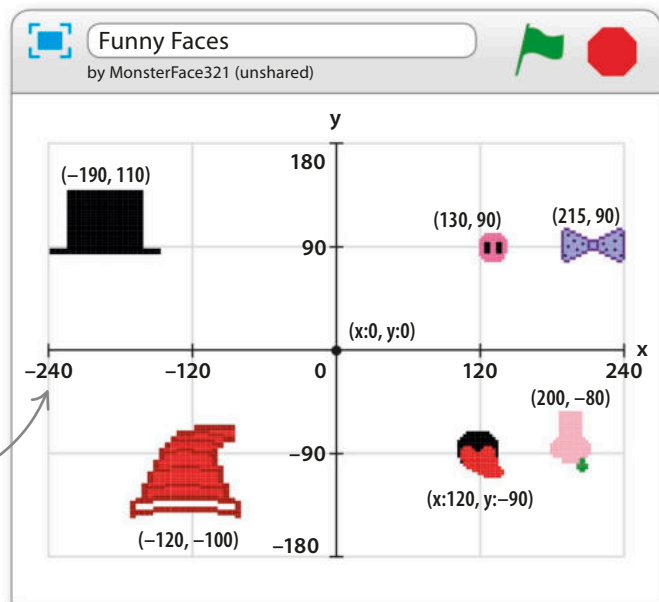 Funny Faces
by MonsterFace321 (unshared)
y
180
(–190, 110)
(130, 90)
(215, 90)
90
(x:0, y:0)
x
–240
–120
0
120
240
(200, –80)
–90
(x:120, y:–90)
(–120, –100)
–180